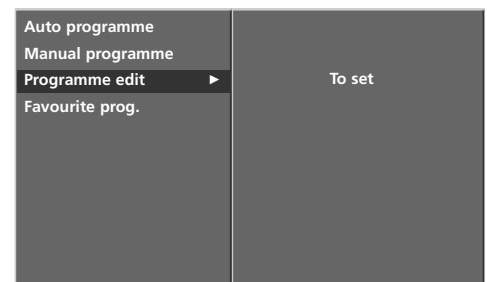 Auto programme
Manual programme
Programme edit ► To set
Favourite prog.